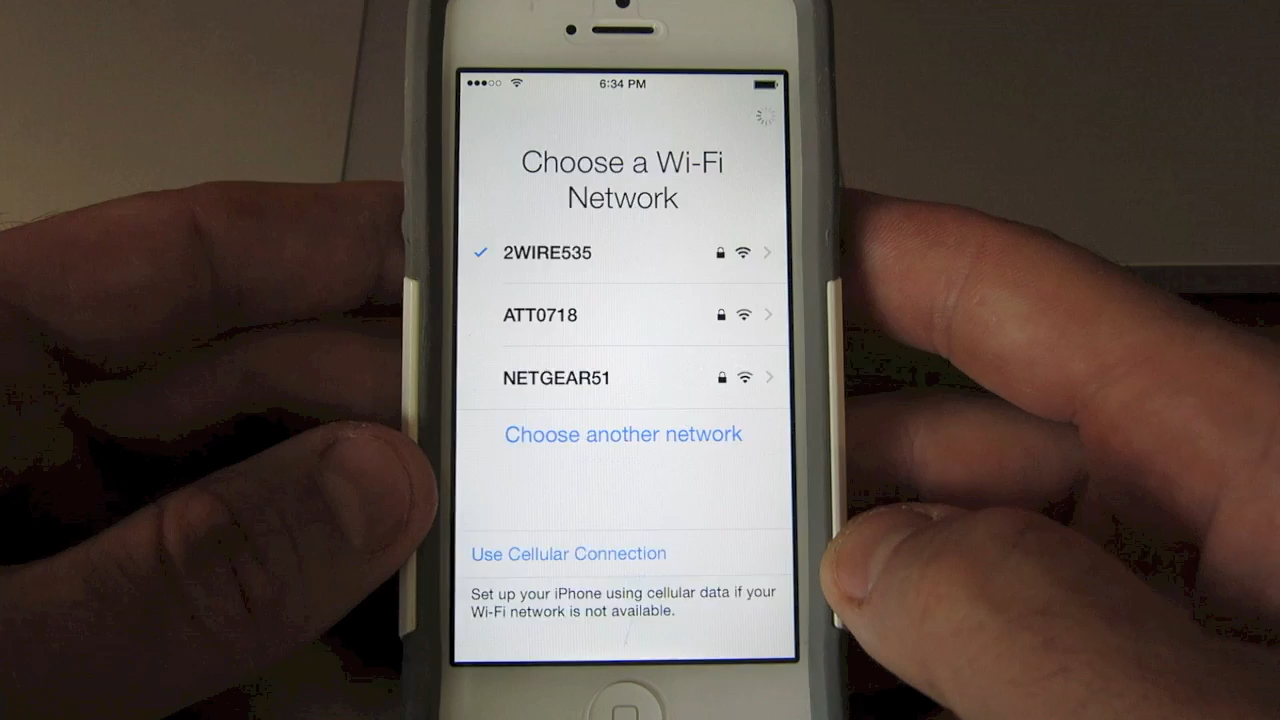 6:34 PM
Choose a Wi-Fi
Network
2WIRE535
ATT0718
NETGEAR51
Choose another network
Use Cellular Connection
Set up your iPhone using cellular data if your
Wi-Fi network is not available.